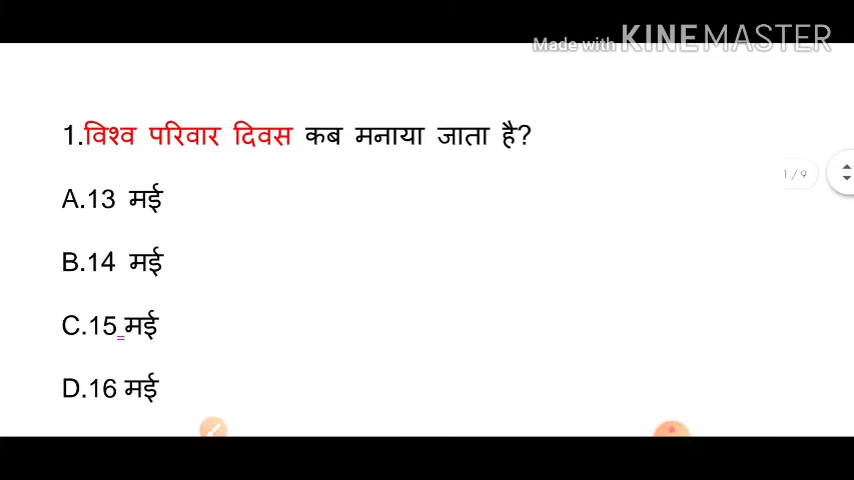 Made with KINEMASTER
1.विश्व परिवार दिवस कब मनाया जाता है?
1/9
A.13 मई
B.14 मई
C.15 मई
D.16 मई